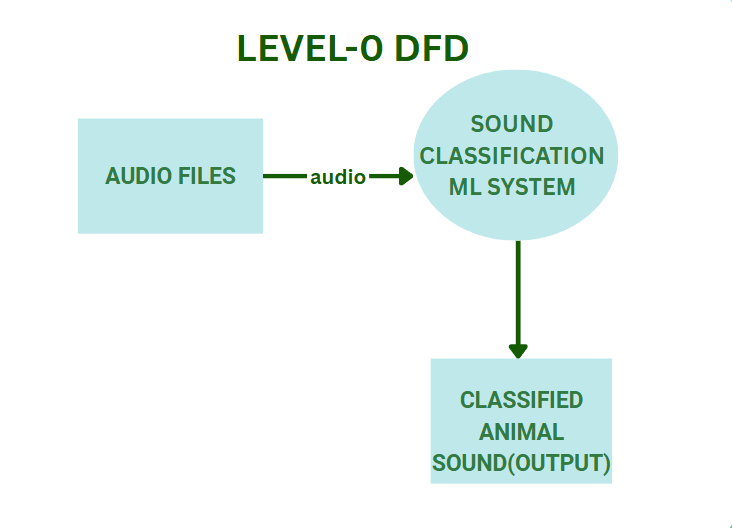 LEVEL-0 DFD
AUDIO FILES
audio
SOUND
CLASSIFICATION
ML SYSTEM
CLASSIFIED
ANIMAL
SOUND(OUTPUT)